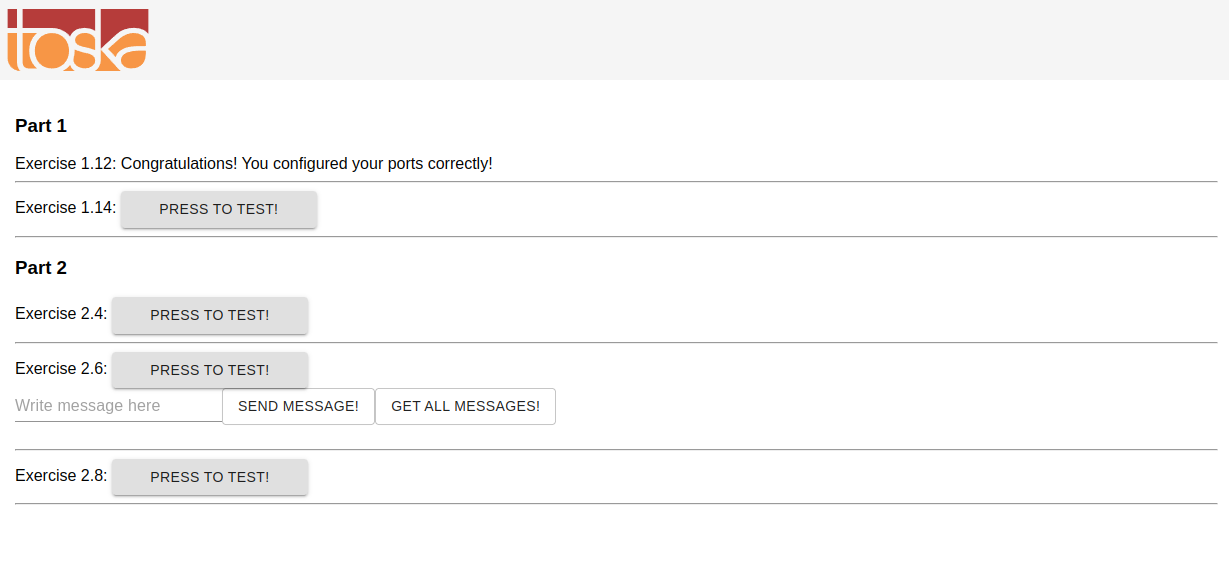 toska
Part 1
Exercise 1.12: Congratulations! You configured your ports correctly!
Exercise 1.14: PRESS TO TEST!
Part 2
Exercise 2.4: PRESS TO TEST!
Exercise 2.6: PRESS TO TEST!
Write message here SEND MESSAGE! GET ALL MESSAGES!
Exercise 2.8: PRESS TO TEST!